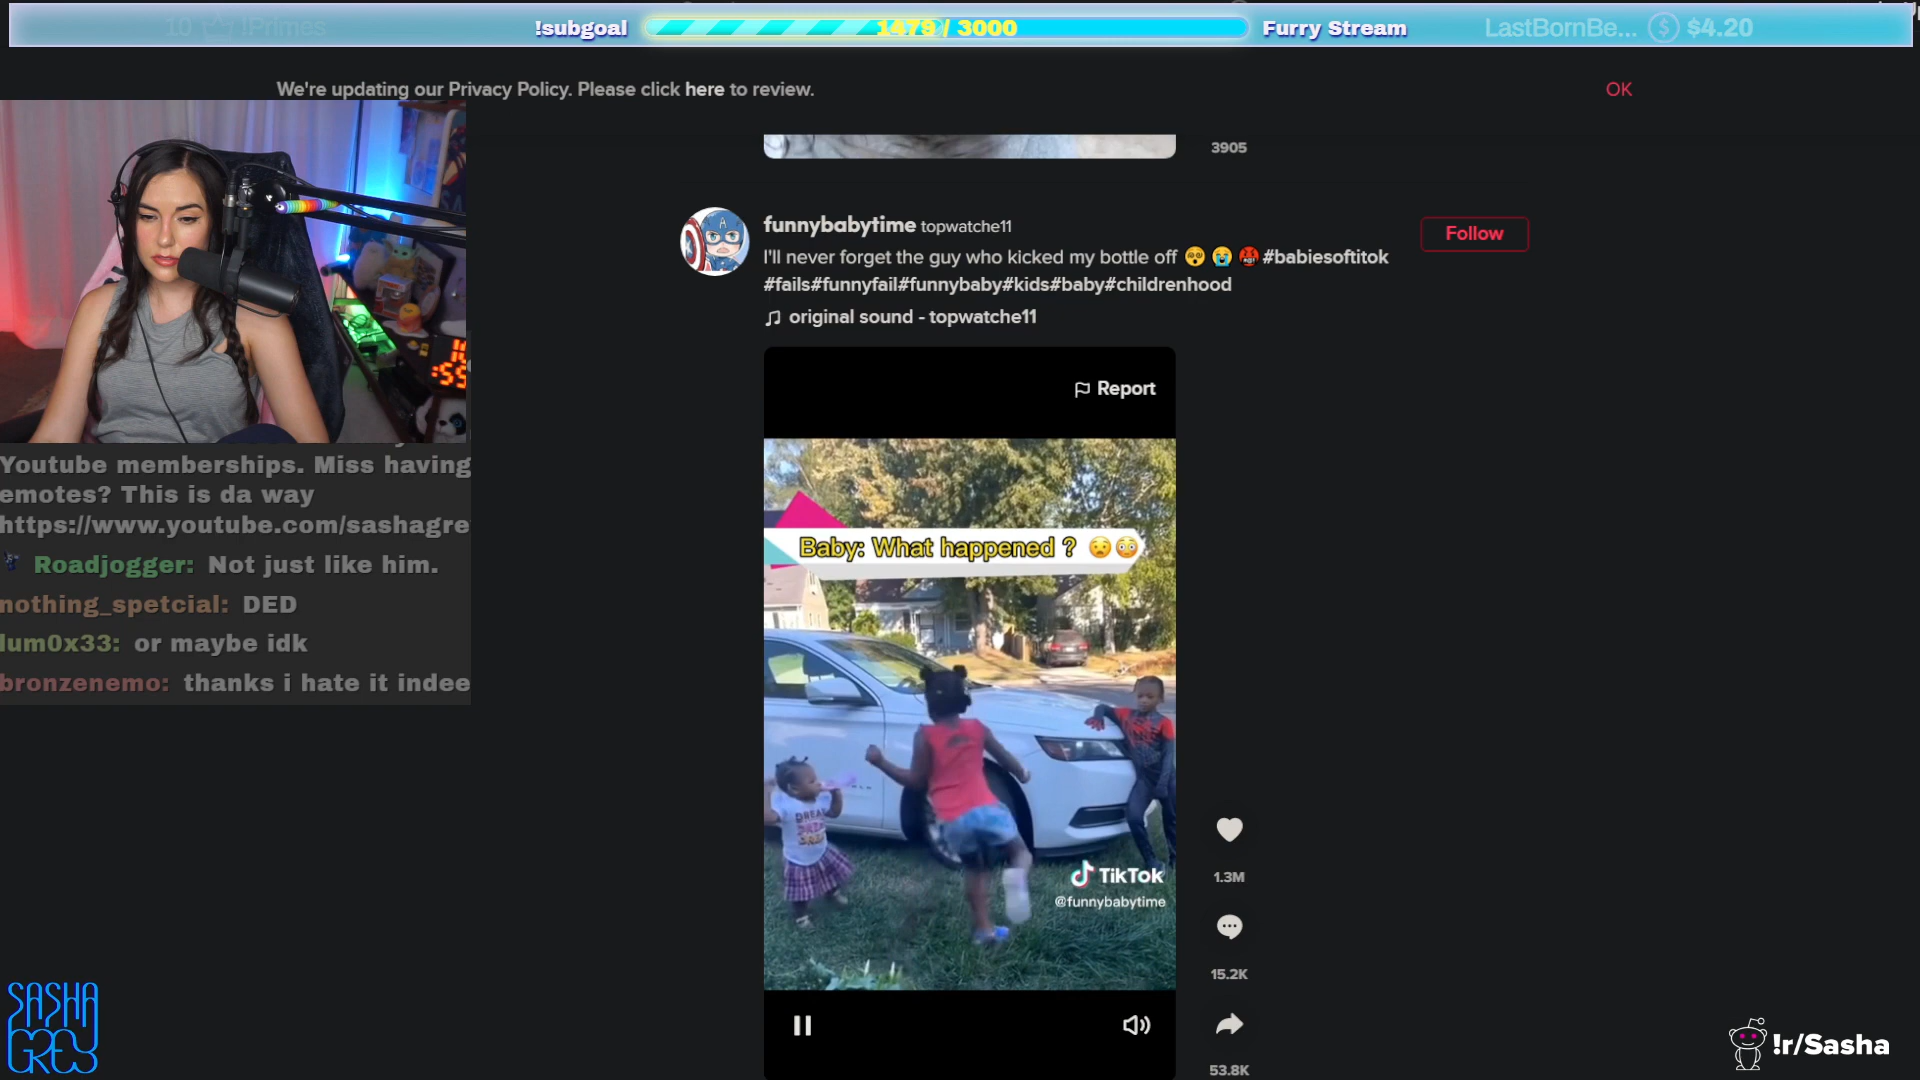 10 !Primes
!subgoal
1479 / 3000
Furry Stream
LastBornBe... $ $4.20
We're updating our Privacy Policy. Please click here to review.
OK
3905
funnybabytime topwatche11
I'll never forget the guy who kicked my bottle off 😵😭🤬 #babiesoftitok
#fails#funnyfail#funnybaby#kids#baby#childrenhood
original sound - topwatche11
Follow
Report
Baby: What happened ? 😧😳
DREAM
TikTok
@funnybabytime
1.3M
15.2K
53.8K
:59
Youtube memberships. Miss having
emotes? This is da way
https://www.youtube.com/sashagre
Roadjogger: Not just like him.
nothing_spetcial: DED
lum0x33: or maybe idk
bronzenemo: thanks i hate it indee
SASHA
GREY
!r/Sasha